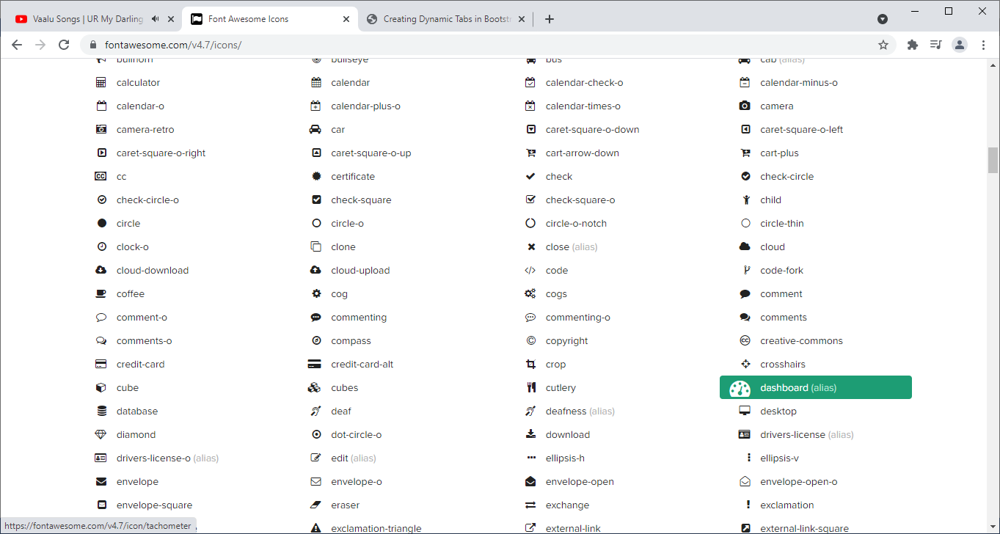 Vaalu Songs | UR My Darling
Font Awesome Icons
Creating Dynamic Tabs in Bootst
fontawesome.com/v4.7/icons/
bullhorn bullseye bus cab (alias)
calculator calendar calendar-check-o calendar-minus-o
calendar-o calendar-plus-o calendar-times-o camera
camera-retro car caret-square-o-down caret-square-o-left
caret-square-o-right caret-square-o-up cart-arrow-down cart-plus
cc certificate check check-circle
check-circle-o check-square check-square-o child
circle circle-o circle-o-notch circle-thin
clock-o clone close (alias) cloud
cloud-download cloud-upload code code-fork
coffee cog cogs comment
comment-o commenting commenting-o comments
comments-o compass copyright creative-commons
credit-card credit-card-alt crop crosshairs
cube cubes cutlery dashboard (alias)
database deaf deafness (alias) desktop
diamond dot-circle-o download drivers-license (alias)
drivers-license-o (alias) edit (alias) ellipsis-h ellipsis-v
envelope envelope-o envelope-open envelope-open-o
envelope-square eraser exchange exclamation
exclamation-triangle external-link external-link-square
https://fontawesome.com/v4.7/icon/tachometer